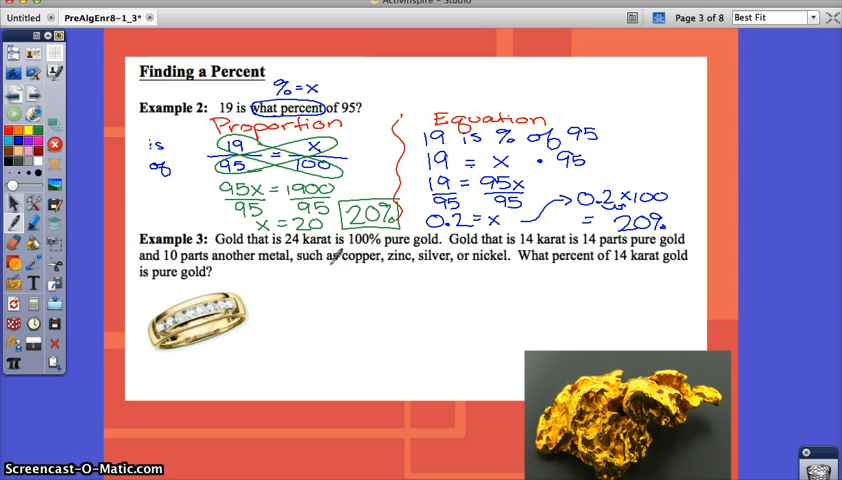 ActivInspire - Studio
Untitled
PreAlgEnr8-1_3*
Page 3 of 8
Best Fit
Finding a Percent
% = x
Example 2: 19 is what percent of 95?
Proportion
is
of
19 = x
95 100
95x = 1900
95 95
x = 20
20%
Equation
19 is % of 95
19 = x • 95
19 = 95x
95 95
0.2 = x
0.2 x 100
= 20%
Example 3: Gold that is 24 karat is 100% pure gold. Gold that is 14 karat is 14 parts pure gold
and 10 parts another metal, such as copper, zinc, silver, or nickel. What percent of 14 karat gold
is pure gold?
Screencast-O-Matic.com